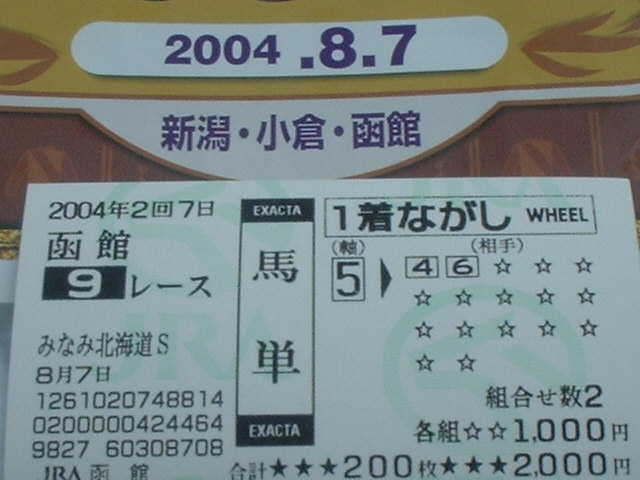 2004.8.7
新潟・小倉・函館
2004年2回7日
函館
9レース
みなみ北海道S
8月7日
1261020748814
0200000424464
9827 60308708
JRA 函 館
EXACTA
馬単
EXACTA
1着ながし WHEEL
(軸) (相手)
5 ▶ 4 6 ☆ ☆ ☆
☆ ☆ ☆ ☆ ☆
☆ ☆ ☆ ☆ ☆
☆ ☆
組合せ数2
各組☆☆1,000円
合計★★★200枚★★★2,000円
JRA
JRA